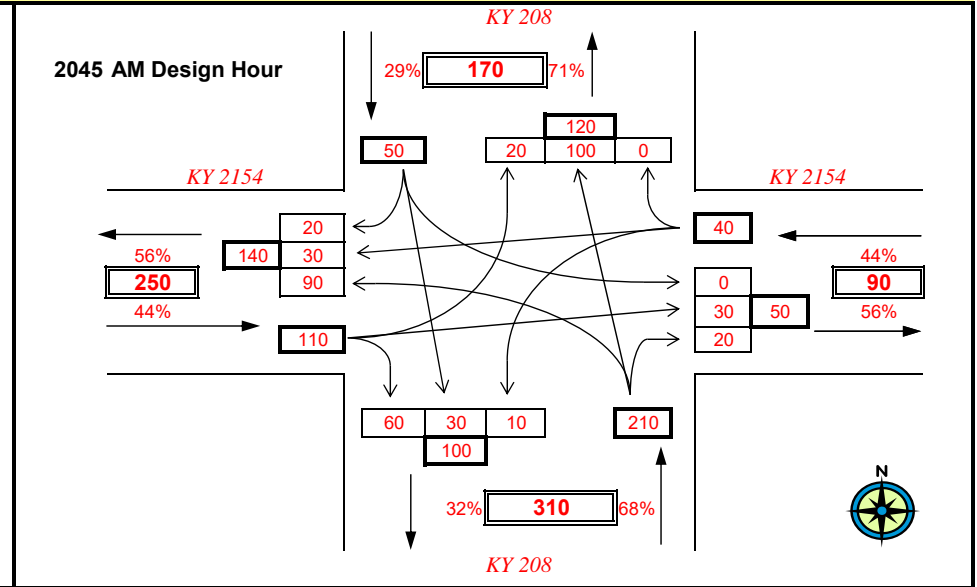 KY 208
2045 AM Design Hour
29% 170 71%
120
50 20 100 0
KY 2154 KY 2154
20 40
56% 140 30 44%
250 90 0 90
44% 30 50 56%
110 20
60 30 10 210
100
32% 310 68%
N
KY 208